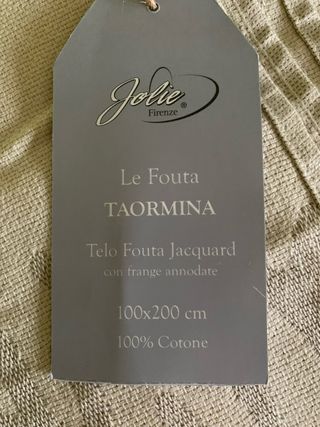 Jolie
Firenze ®
Le Fouta
TAORMINA
Telo Fouta Jacquard
con frange annodate
100x200 cm
100% Cotone